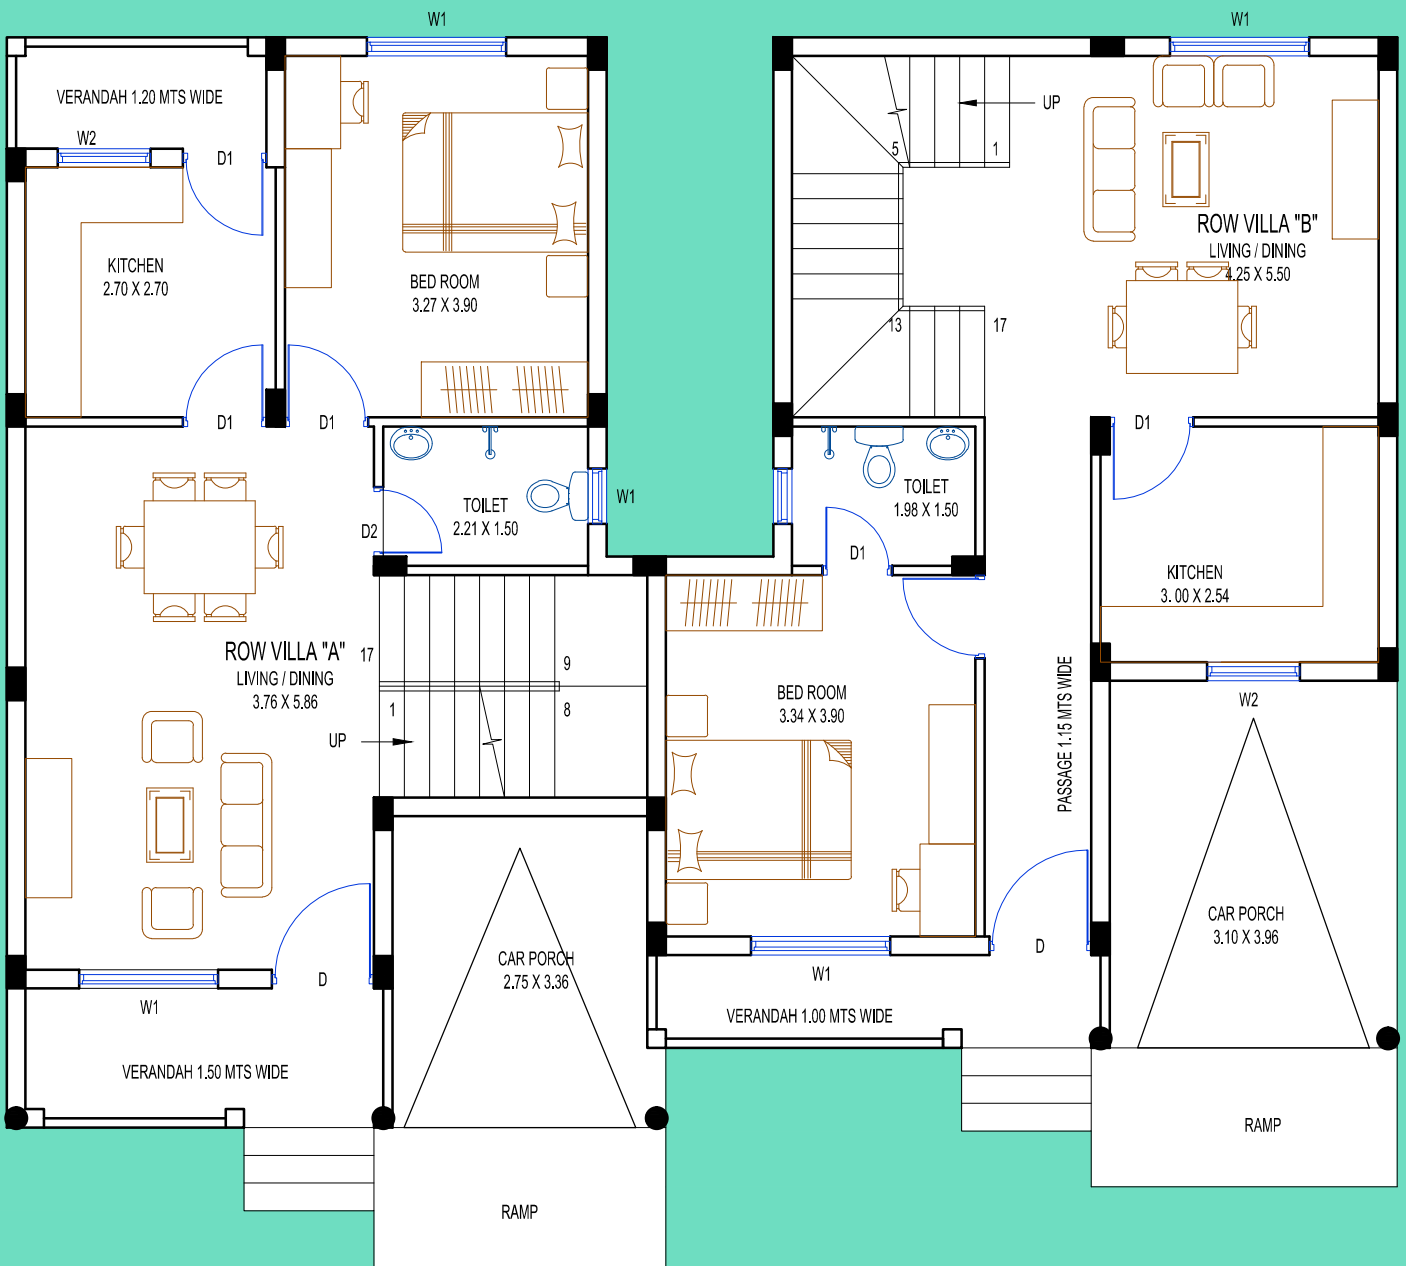 W1
W1
VERANDAH 1.20 MTS WIDE
W2
D1
UP
5
1
ROW VILLA "B"
LIVING / DINING
4.25 X 5.50
KITCHEN
2.70 X 2.70
BED ROOM
3.27 X 3.90
13
17
D1
D1
D1
TOILET
2.21 X 1.50
W1
D2
TOILET
1.98 X 1.50
D1
KITCHEN
3.00 X 2.54
ROW VILLA "A"
LIVING / DINING
3.76 X 5.86
17
9
1
8
UP
BED ROOM
3.34 X 3.90
PASSAGE 1.15 MTS WIDE
W2
CAR PORCH
3.10 X 3.96
CAR PORCH
2.75 X 3.36
D
D
W1
W1
VERANDAH 1.00 MTS WIDE
VERANDAH 1.50 MTS WIDE
RAMP
RAMP